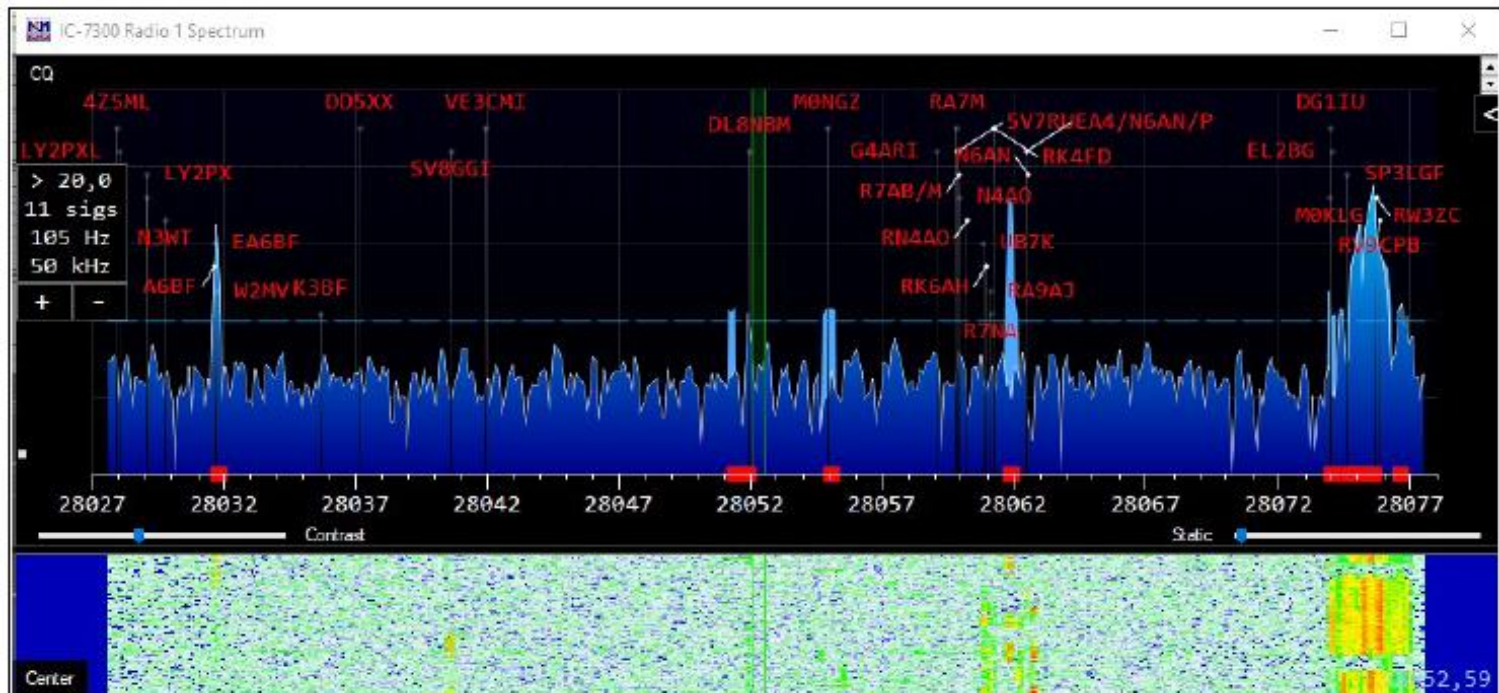 IC-7300 Radio 1 Spectrum
CQ
4Z5ML DD5XX VE3CMI M0NGZ RA7M 5V7RU EA4/N6AN/P DG1IU
DL8NBM
LY2PXL G4ARI N6AN RK4FD EL2BG
LY2PX SV8GGI R7AB/M N4AO SP3LGF
M0KLG RW3ZC
N3WT EA6BF RN4AO UB7K RV9CPB
A6BF W2MV K3BF RK6AH RA9AJ
R7NA
> 20,0
11 sigs
105 Hz
50 kHz
+ -
<
28027 28032 28037 28042 28047 28052 28057 28062 28067 28072 28077
Contrast Static
Center 52,59